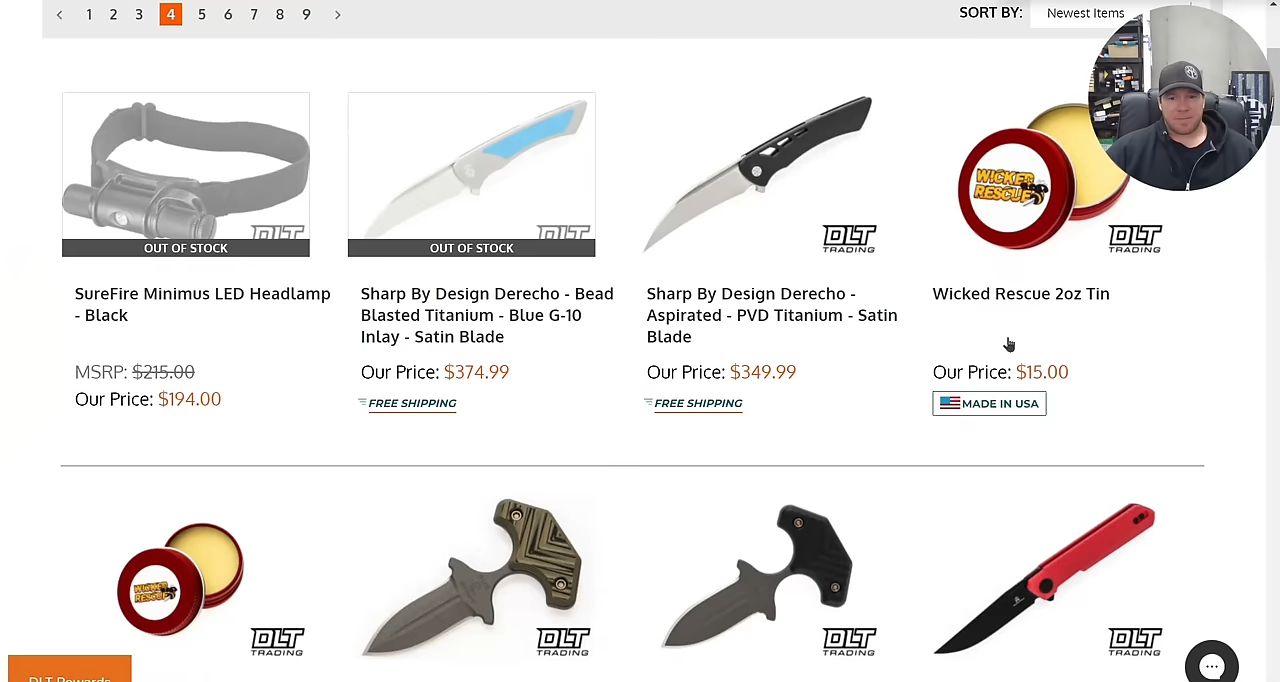 1 2 3 4 5 6 7 8 9
SORT BY: Newest Items
OUT OF STOCK
DLT
OUT OF STOCK
DLT
DLT
TRADING
WICKED
RESCUE
DLT
TRADING
SureFire Minimus LED Headlamp
- Black
MSRP: $215.00
Our Price: $194.00
Sharp By Design Derecho - Bead
Blasted Titanium - Blue G-10
Inlay - Satin Blade
Our Price: $374.99
FREE SHIPPING
Sharp By Design Derecho -
Aspirated - PVD Titanium - Satin
Blade
Our Price: $349.99
FREE SHIPPING
Wicked Rescue 2oz Tin
Our Price: $15.00
MADE IN USA
WICKED
RESCUE
DLT
TRADING
DLT
TRADING
DLT
TRADING
DLT
TRADING
DLT Rewards